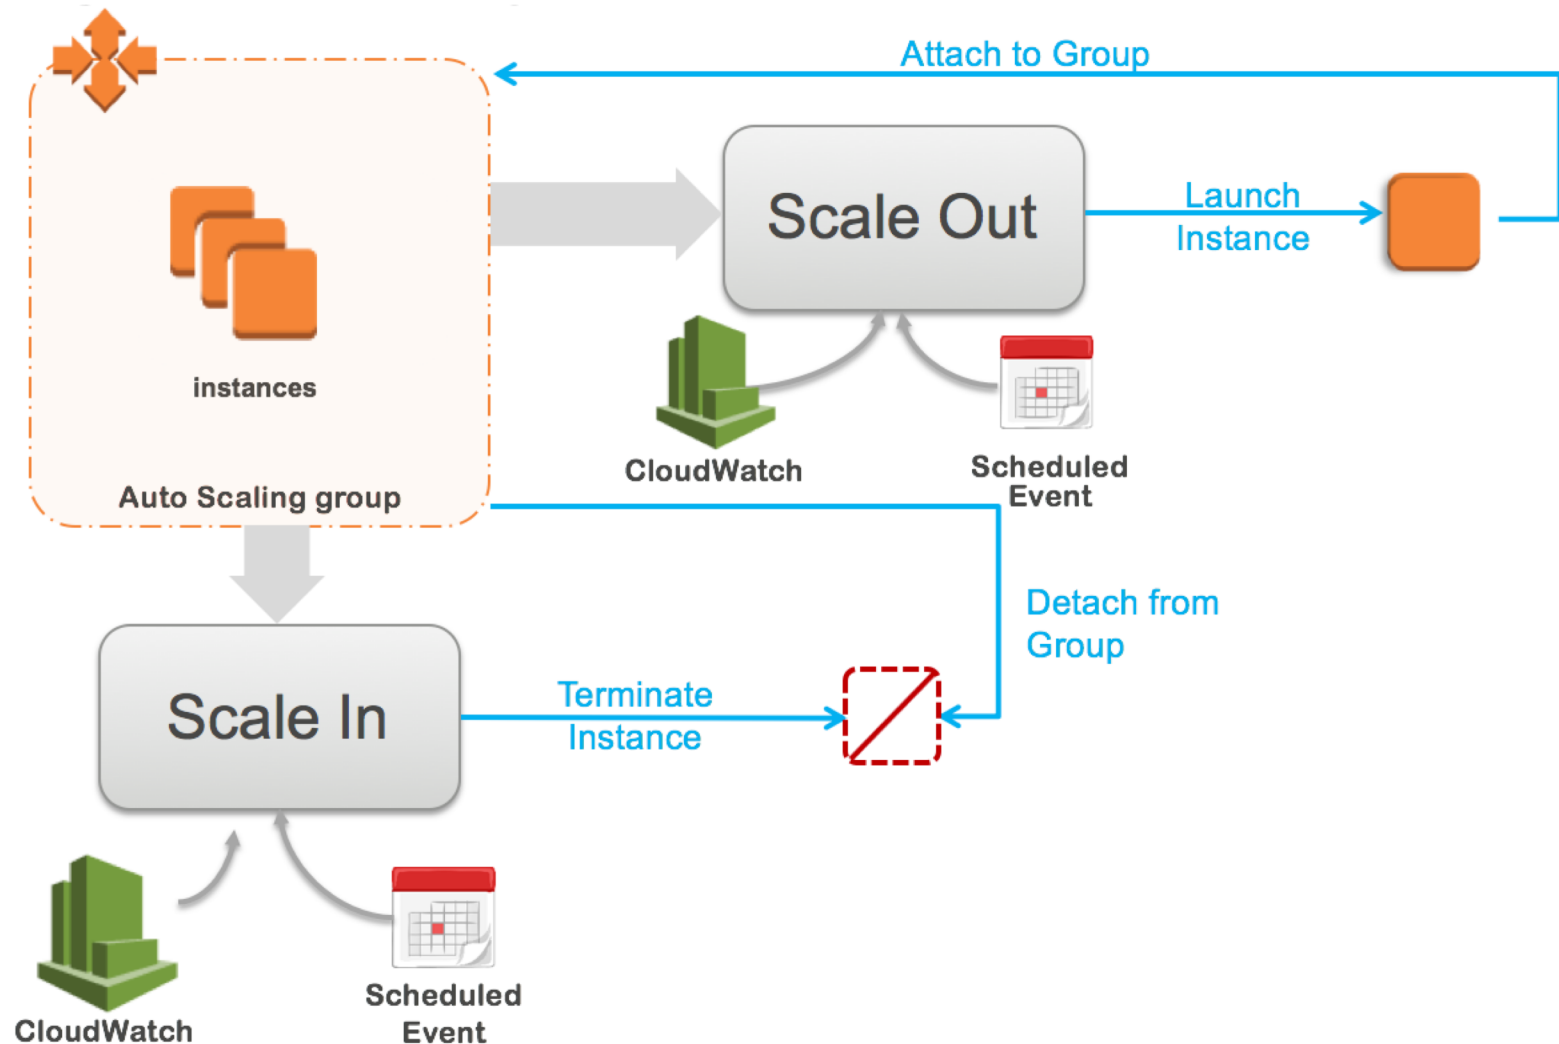 Attach to Group
Scale Out
Launch
Instance
instances
CloudWatch
Scheduled
Event
Auto Scaling group
Detach from
Group
Scale In
Terminate
Instance
Scheduled
Event
CloudWatch